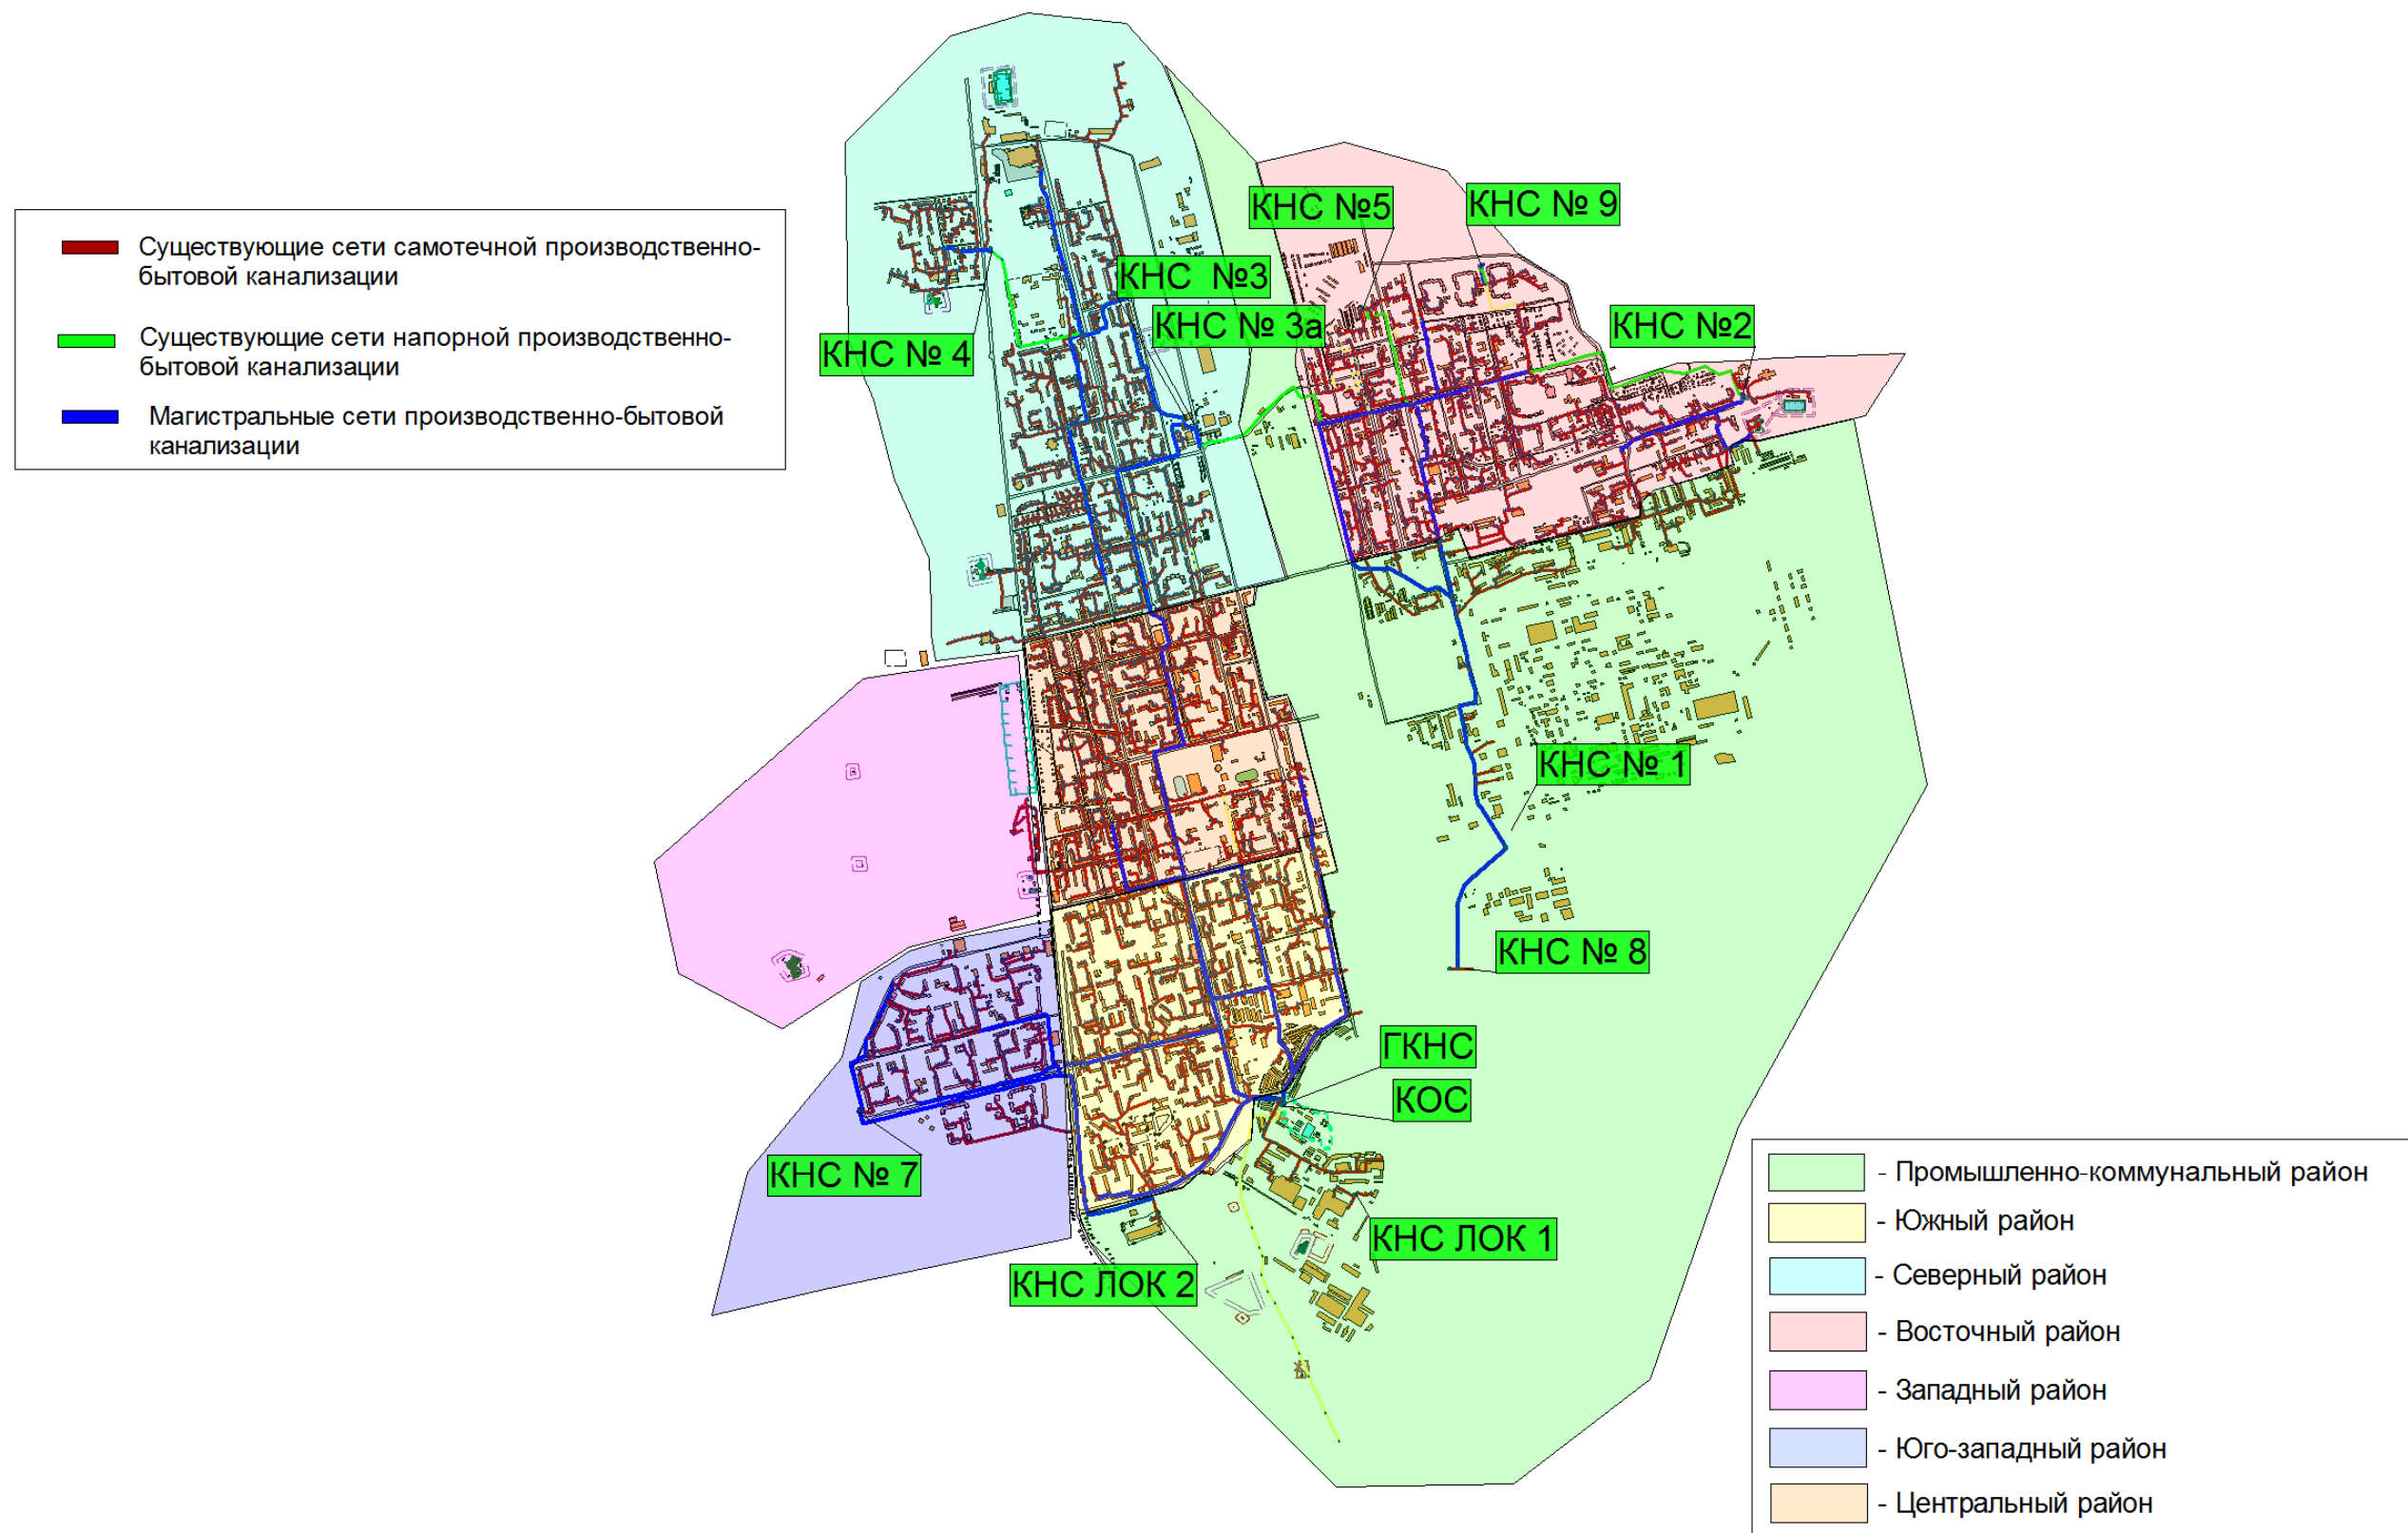 КНС №5
КНС № 9
Существующие сети самотечной производственно-
бытовой канализации
КНС №3
КНС № 3а
КНС №2
Существующие сети напорной производственно-
бытовой канализации
КНС № 4
Магистральные сети производственно-бытовой
канализации
КНС № 1
КНС № 8
ГКНС
КОС
КНС № 7
КНС ЛОК 1
КНС ЛОК 2
- Промышленно-коммунальный район
- Южный район
- Северный район
- Восточный район
- Западный район
- Юго-западный район
- Центральный район